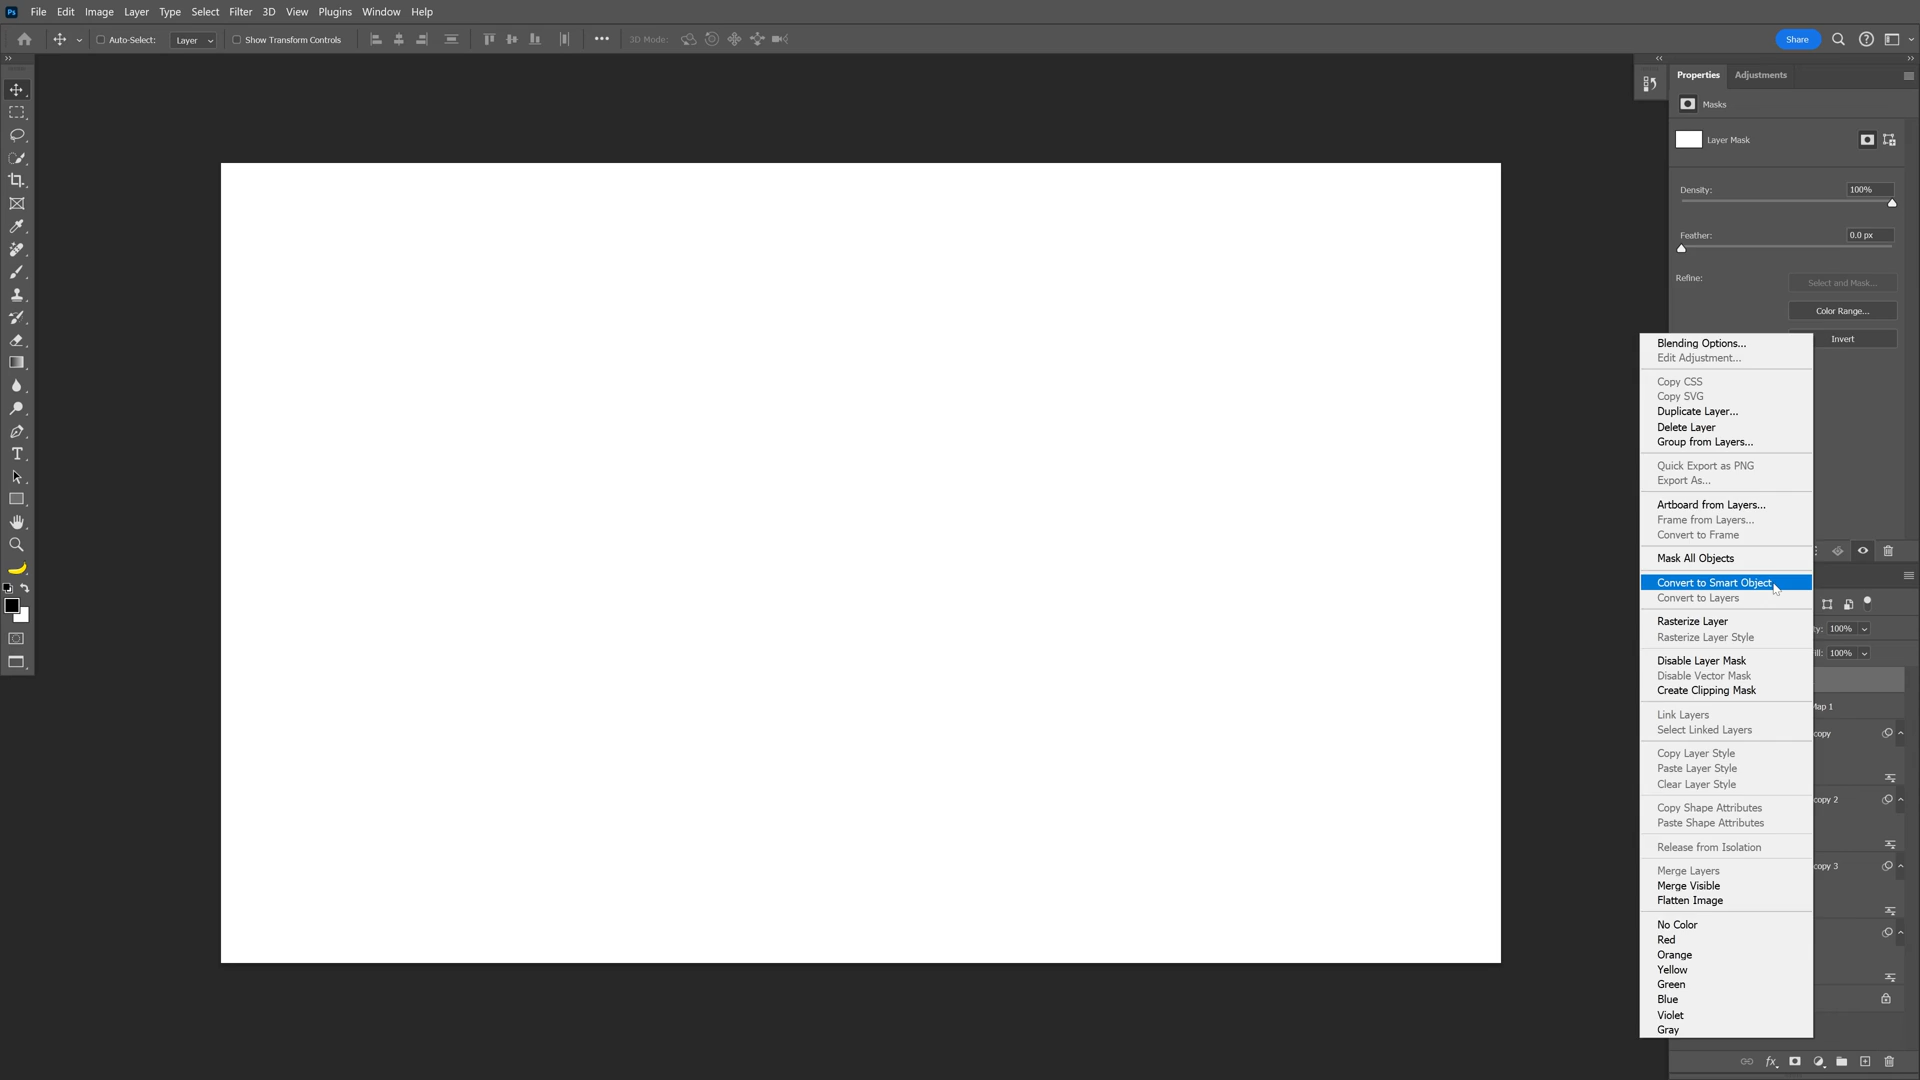 Ps File Edit Image Layer Type Select Filter 3D View Plugins Window Help
Auto-Select: Layer Show Transform Controls 3D Mode: Share
Properties Adjustments
Masks
Layer Mask
Density: 100%
Feather: 0.0 px
Refine: Select and Mask...
Color Range...
Invert
Blending Options...
Edit Adjustment...
Copy CSS
Copy SVG
Duplicate Layer...
Delete Layer
Group from Layers...
Quick Export as PNG
Export As...
Artboard from Layers...
Frame from Layers...
Convert to Frame
Mask All Objects
Convert to Smart Object
Convert to Layers
Rasterize Layer
Rasterize Layer Style
Disable Layer Mask
Disable Vector Mask
Create Clipping Mask
Link Layers
Select Linked Layers
Copy Layer Style
Paste Layer Style
Clear Layer Style
Copy Shape Attributes
Paste Shape Attributes
Release from Isolation
Merge Layers
Merge Visible
Flatten Image
No Color
Red
Orange
Yellow
Green
Blue
Violet
Gray
100%
100%
Map 1
copy
copy 2
copy 3
fx